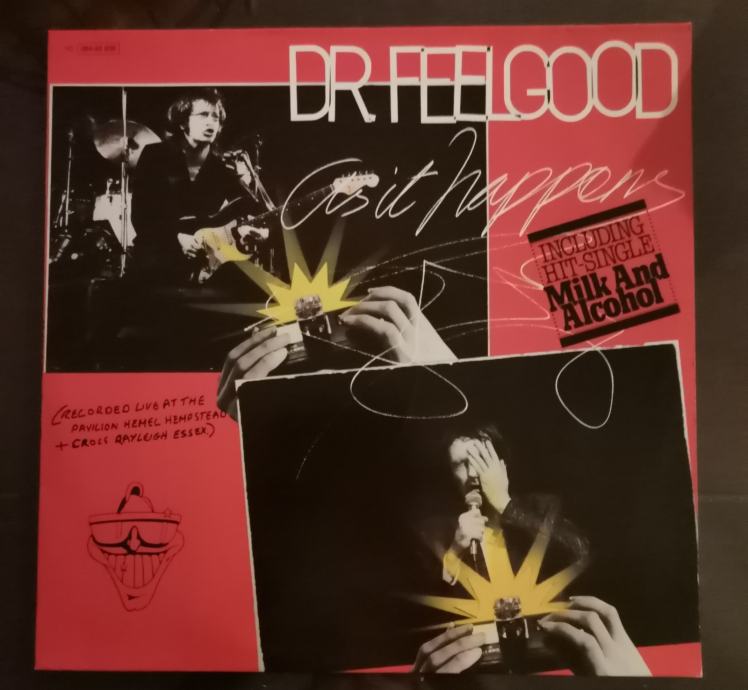 DR. FEELGOOD
as it happens
INCLUDING
HIT-SINGLE
Milk And
Alcohol
(RECORDED LIVE AT THE
PAVILION HEMEL HEMPSTEAD
+ CROCS RAYLEIGH ESSEX.)